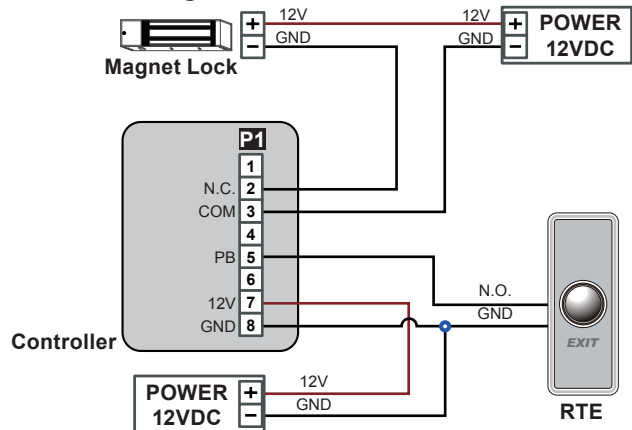 12V
12V
+
+
POWER
12VDC
GND
GND
−
−
Magnet Lock
P1
1
N.C. 2
COM 3
4
PB 5
6
12V 7
GND 8
N.O.
GND
EXIT
RTE
Controller
POWER
12VDC
+
−
12V
GND